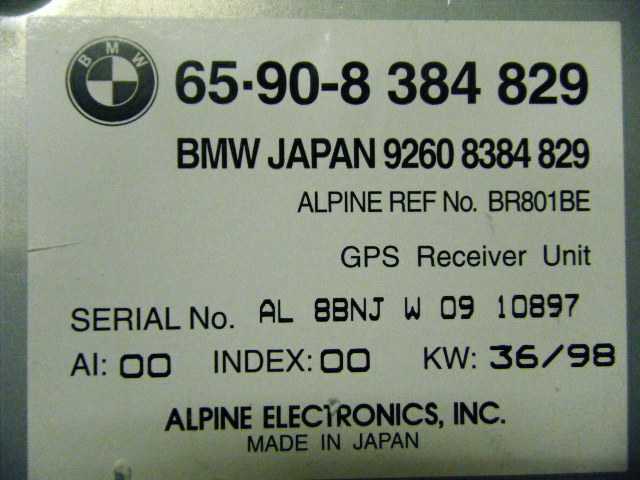 BMW
65·90-8 384 829
BMW JAPAN 9260 8384 829
ALPINE REF No. BR801BE
GPS Receiver Unit
SERIAL No. AL 8BNJ W 09 10897
AI: 00 INDEX: 00 KW: 36/98
ALPINE ELECTRONICS, INC.
MADE IN JAPAN